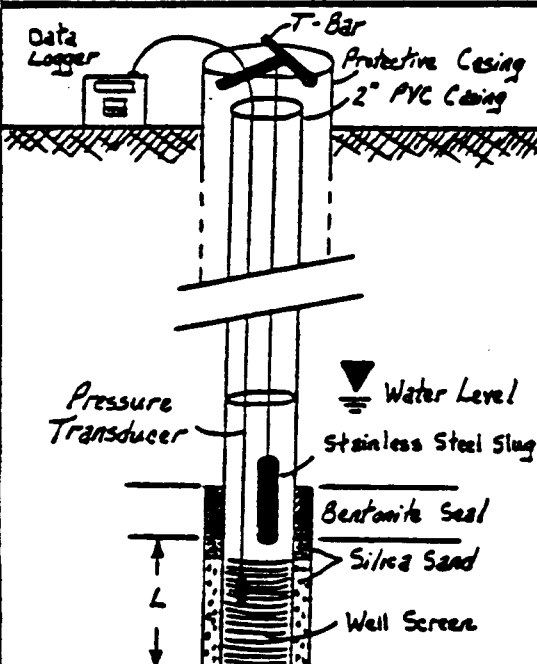 T-Bar
Data
Logger
Protective Casing
2" PVC Casing
Water Level
Pressure
Transducer
Stainless Steel Slug
Bentonite Seal
Silica Sand
L
Well Screen